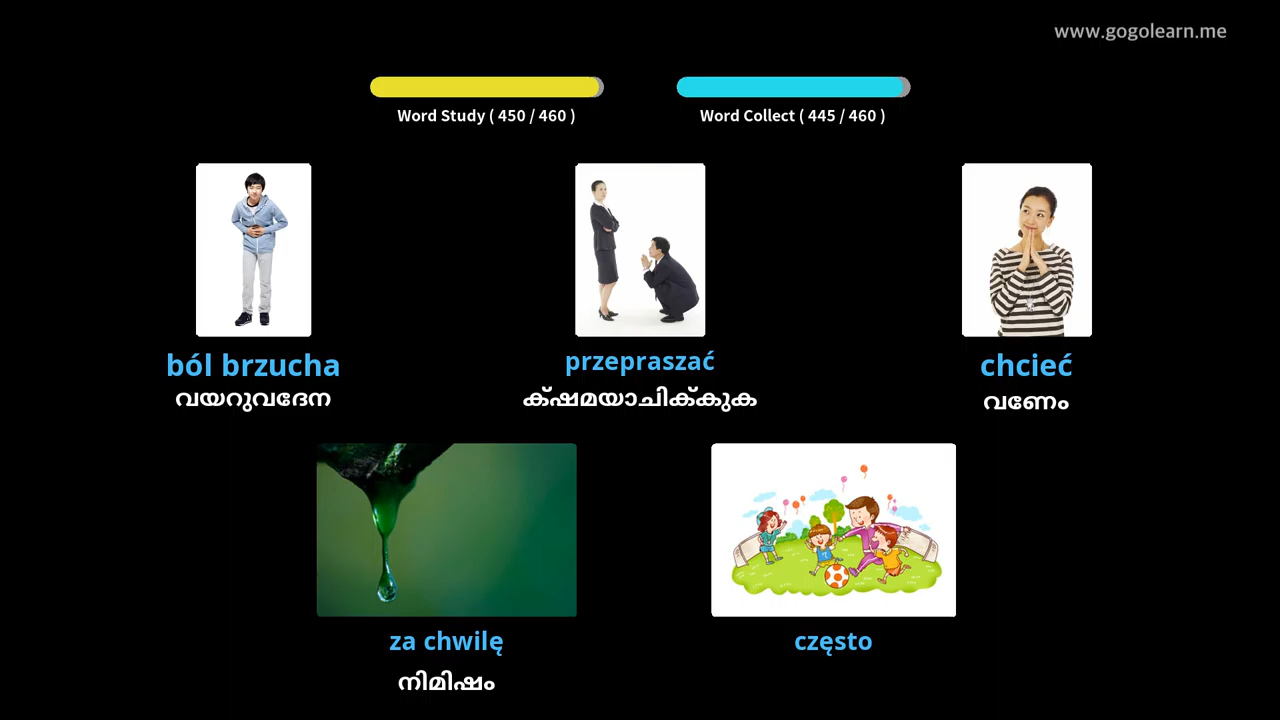 www.gogolearn.me
Word Study ( 450 / 460 )
Word Collect ( 445 / 460 )
ból brzucha
വയറുവദേന
przepraszać
ക്ഷമയാചിക്കുക
chcieć
വണേം
za chwilę
നിമിഷം
często